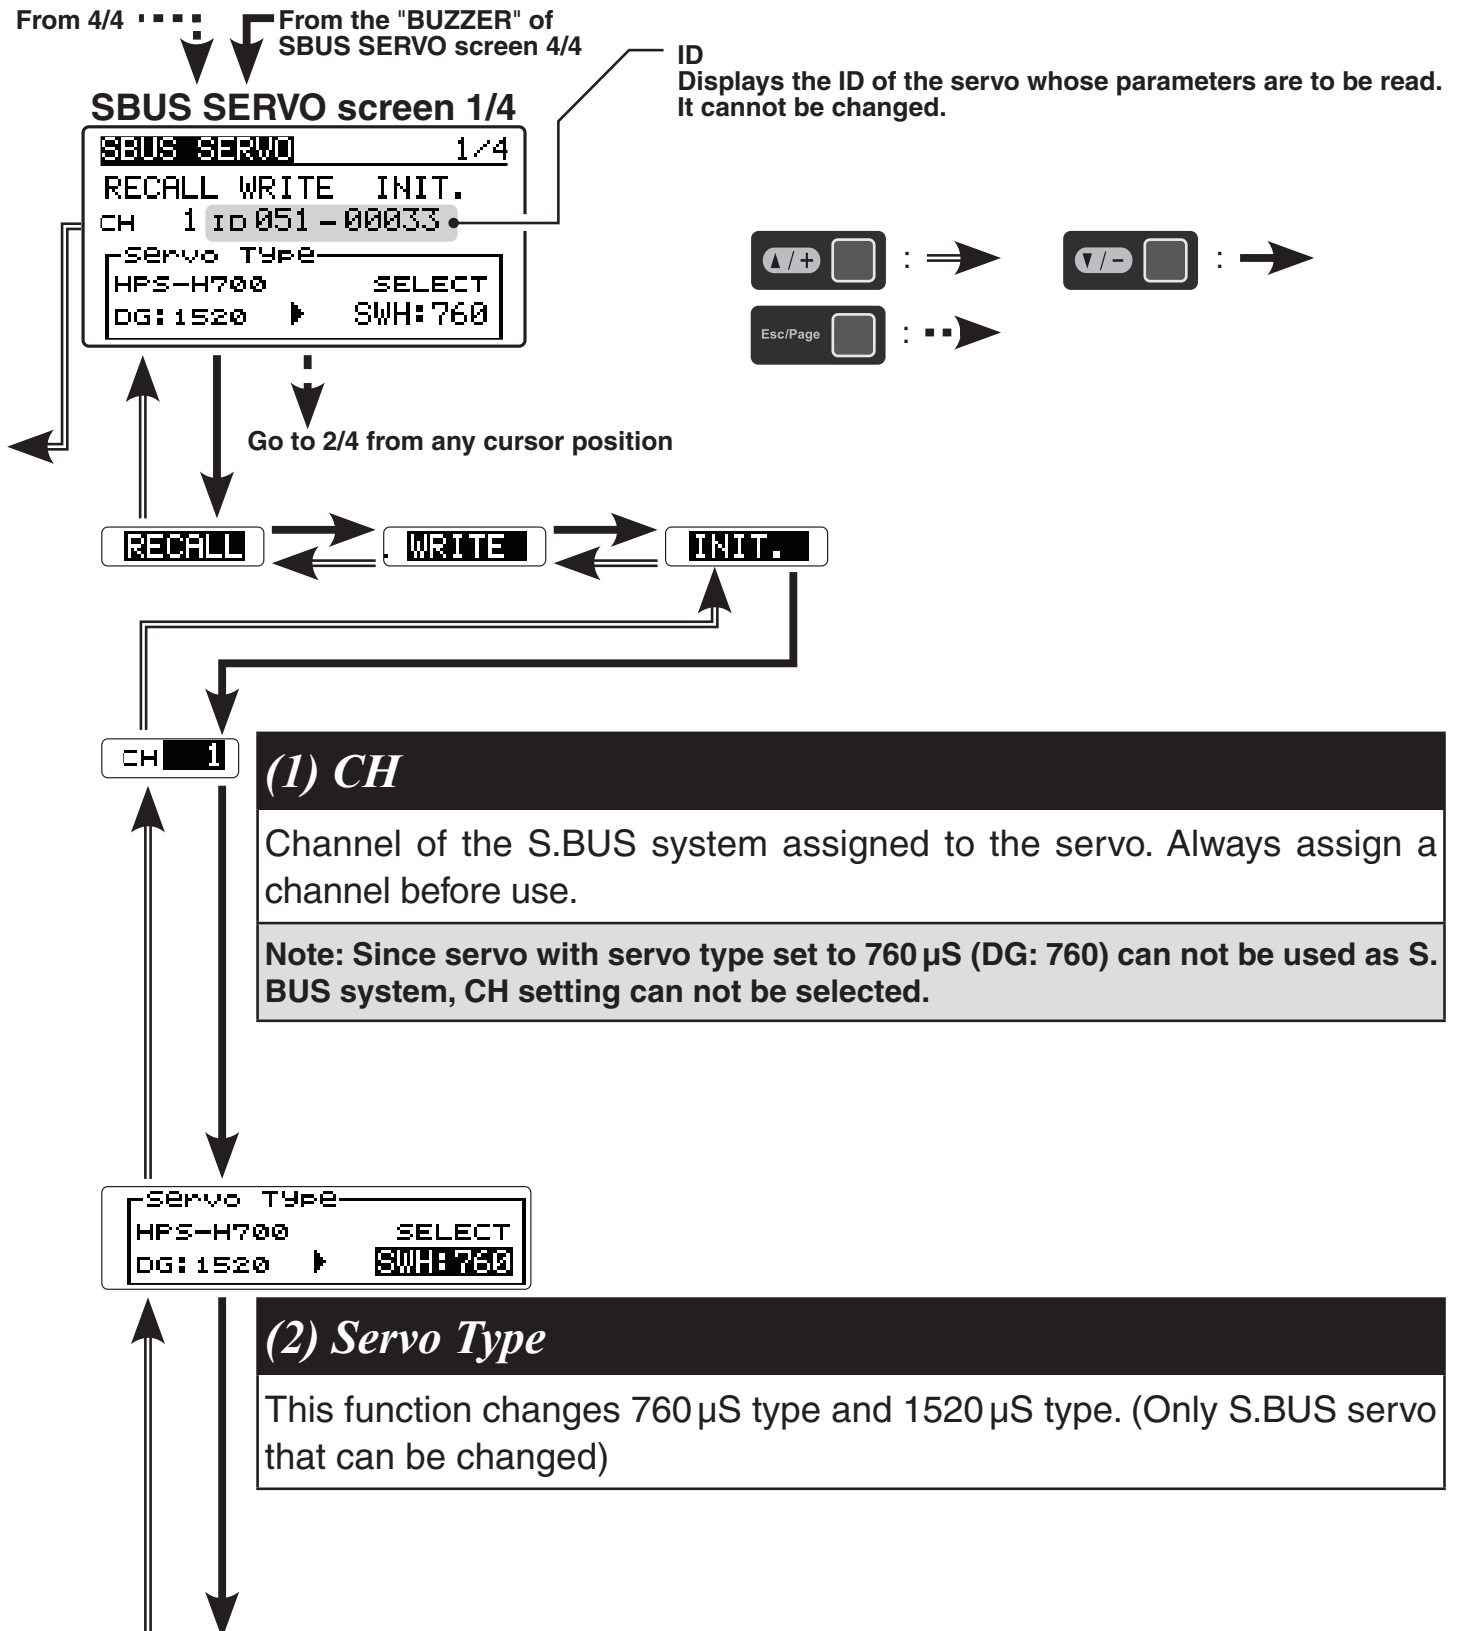 From 4/4
From the "BUZZER" of
SBUS SERVO screen 4/4
ID
Displays the ID of the servo whose parameters are to be read.
It cannot be changed.
SBUS SERVO screen 1/4
SBUS SERVO 1/4
RECALL WRITE INIT.
CH 1 ID 051-00033
Servo Type
HPS-H700 SELECT
DG:1520 SWH:760
▲/+ : ▼/- :
Esc/Page :
Go to 2/4 from any cursor position
RECALL WRITE INIT.
CH 1
(1) CH
Channel of the S.BUS system assigned to the servo. Always assign a
channel before use.
Note: Since servo with servo type set to 760 µS (DG: 760) can not be used as S.
BUS system, CH setting can not be selected.
Servo Type
HPS-H700 SELECT
DG:1520 SWH:760
(2) Servo Type
This function changes 760 µS type and 1520 µS type. (Only S.BUS servo
that can be changed)